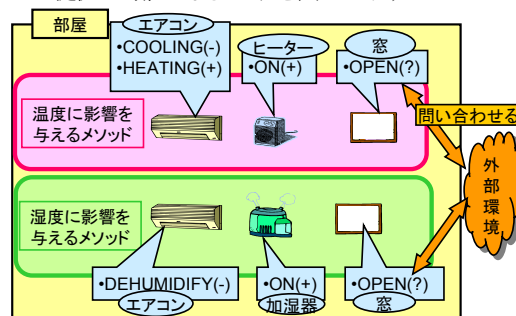 部屋
エアコン
•COOLING(-)
•HEATING(+)
ヒーター
•ON(+)
窓
•OPEN(?)
温度に影響を
与えるメソッド
問い合わせる
外部環境
湿度に影響を
与えるメソッド
•DEHUMIDIFY(-)
エアコン
•ON(+)
加湿器
•OPEN(?)
窓